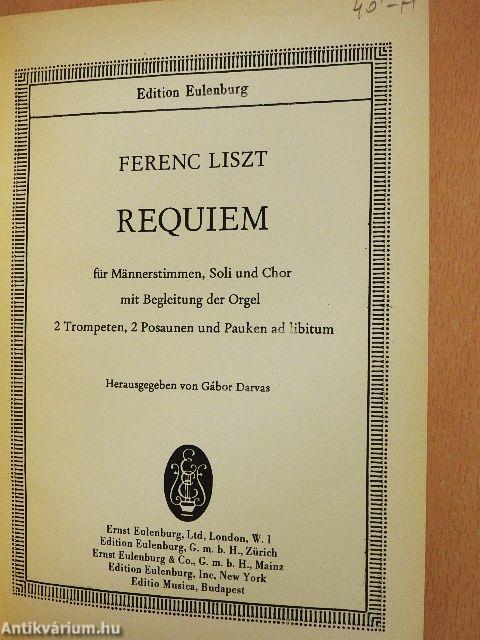 40.-H
Edition Eulenburg
FERENC LISZT
REQUIEM
für Männerstimmen, Soli und Chor
mit Begleitung der Orgel
2 Trompeten, 2 Posaunen und Pauken ad libitum
Herausgegeben von Gábor Darvas
Ernst Eulenburg, Ltd, London, W. 1
Edition Eulenburg, G. m. b. H., Zürich
Ernst Eulenburg & Co., G. m. b. H., Mainz
Edition Eulenburg, Inc, New York
Editio Musica, Budapest
Antikvárium.hu